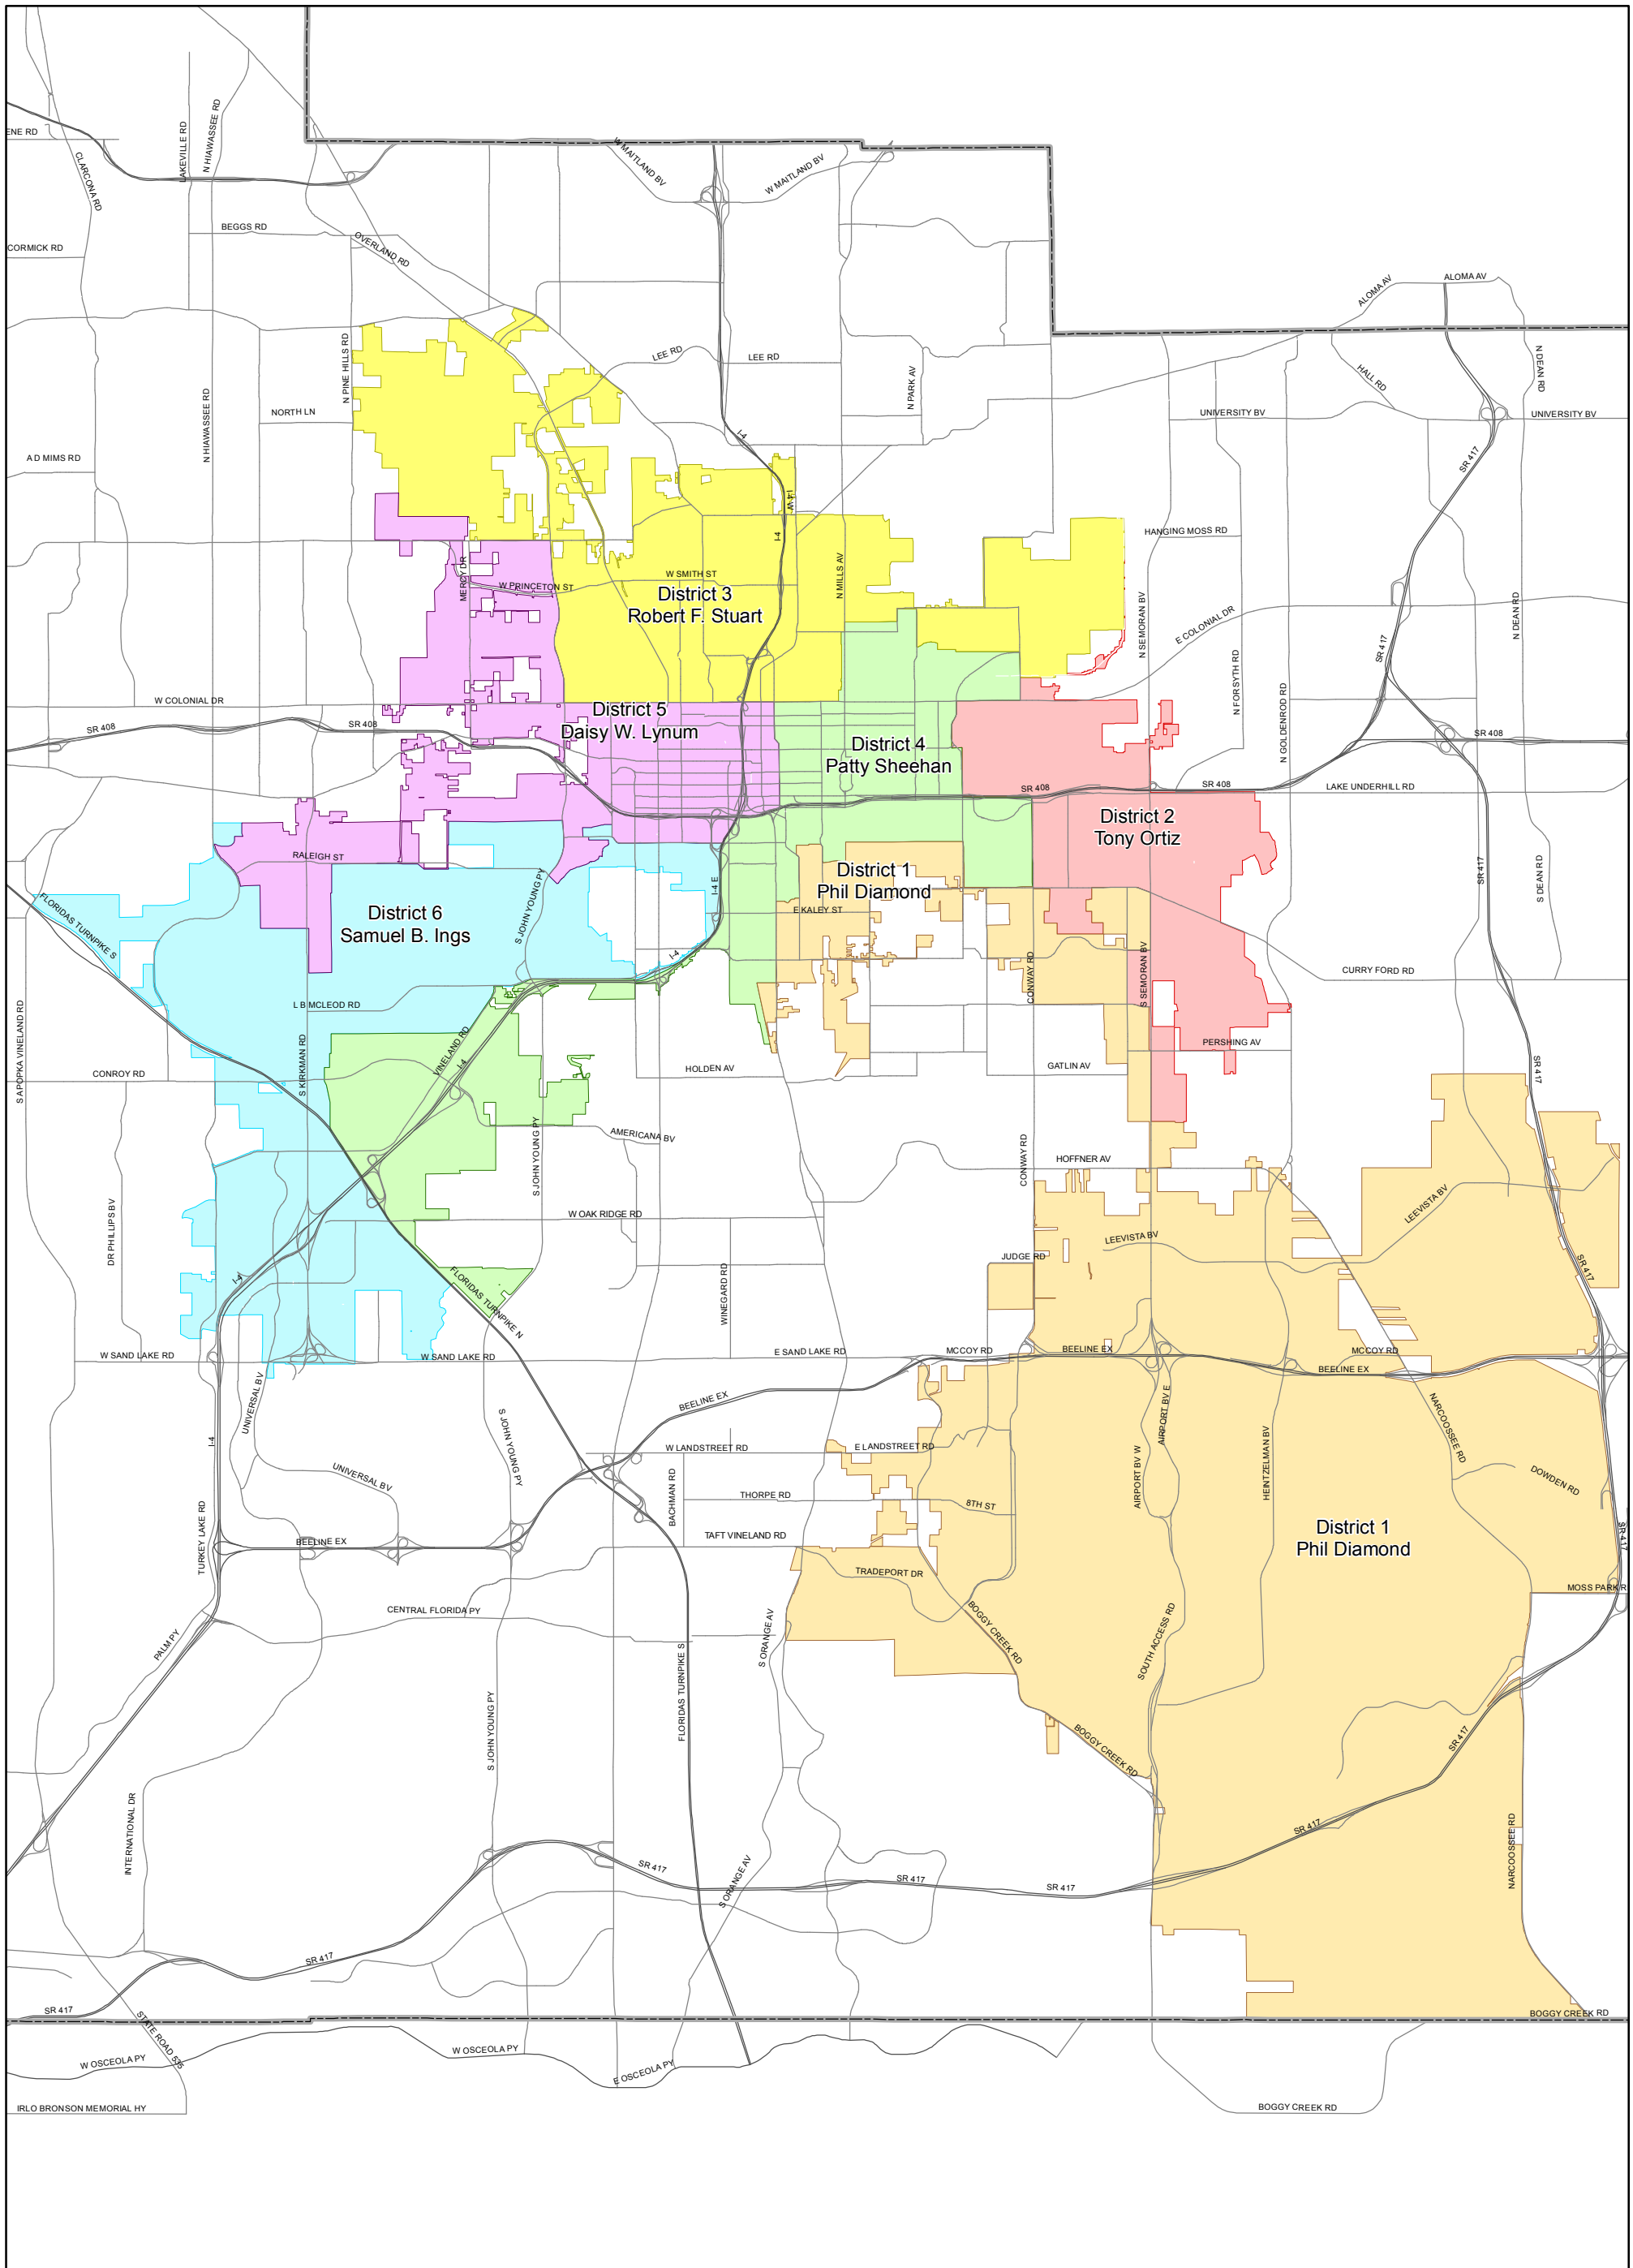 ENE RD
CLARCONA RD
LAKEVILLE RD
N HIAWASSEE RD
W MAITLAND BV
W MAITLAND BV
BEGGS RD
OVERLAND RD
CORMICK RD
ALOMA AV
ALOMA AV
N PINE HILLS RD
LEE RD
LEE RD
N PARK AV
HALL RD
N DEAN RD
NORTH LN
N HIAWASSEE RD
UNIVERSITY BV
UNIVERSITY BV
I-4
A D MIMS RD
SR 417
I-4 W
HANGING MOSS RD
I-4
MERCY DR
W PRINCETON ST
W SMITH ST
N MILLS AV
District 3
Robert F. Stuart
N SEMORAN BV
E COLONIAL DR
N DEAN RD
SR 417
N FORSYTH RD
W COLONIAL DR
District 5
Daisy W. Lynum
SR 408
SR 408
District 4
Patty Sheehan
N GOLDENROD RD
SR 408
SR 408
SR 408
LAKE UNDERHILL RD
District 2
Tony Ortiz
RALEIGH ST
District 1
Phil Diamond
I-4 E
S JOHN YOUNG PY
SR 417
S DEAN RD
FLORIDAS TURNPIKE S
District 6
Samuel B. Ings
E KALEY ST
I-4
CONWAY RD
S SEMORAN BV
CURRY FORD RD
L B MCLEOD RD
S APOPKA VINELAND RD
S KIRKMAN RD
VINELAND RD
I-4
PERSHING AV
CONROY RD
HOLDEN AV
GATLIN AV
SR 417
AMERICANA BV
S JOHN YOUNG PY
CONWAY RD
HOFFNER AV
DR PHILLIPS BV
W OAK RIDGE RD
LEEVISTA BV
LEEVISTA BV
JUDGE RD
I-4
FLORIDAS TURNPIKE N
WINEGARD RD
SR 417
W SAND LAKE RD
W SAND LAKE RD
E SAND LAKE RD
MCCOY RD
BEELINE EX
MCCOY RD
BEELINE EX
UNIVERSAL BV
BEELINE EX
AIRPORT BV E
NARCOOSSEE RD
I-4
S JOHN YOUNG PY
W LANDSTREET RD
E LANDSTREET RD
AIRPORT BV W
HEINTZELMAN BV
UNIVERSAL BV
BACHMAN RD
THORPE RD
8TH ST
DOWDEN RD
TURKEY LAKE RD
BEELINE EX
TAFT VINELAND RD
District 1
Phil Diamond
SR 417
TRADEPORT DR
MOSS PARK R
CENTRAL FLORIDA PY
PALM PY
S ORANGE AV
BOGGY CREEK RD
SOUTH ACCESS RD
FLORIDAS TURNPIKE S
S JOHN YOUNG PY
BOGGY CREEK RD
SR 417
INTERNATIONAL DR
SR 417
NARCOOSSEE RD
SR 417
S ORANGE AV
SR 417
SR 417
SR 417
SR 417
STATE ROAD 535
BOGGY CREEK RD
W OSCEOLA PY
W OSCEOLA PY
E OSCEOLA PY
IRLO BRONSON MEMORIAL HY
BOGGY CREEK RD